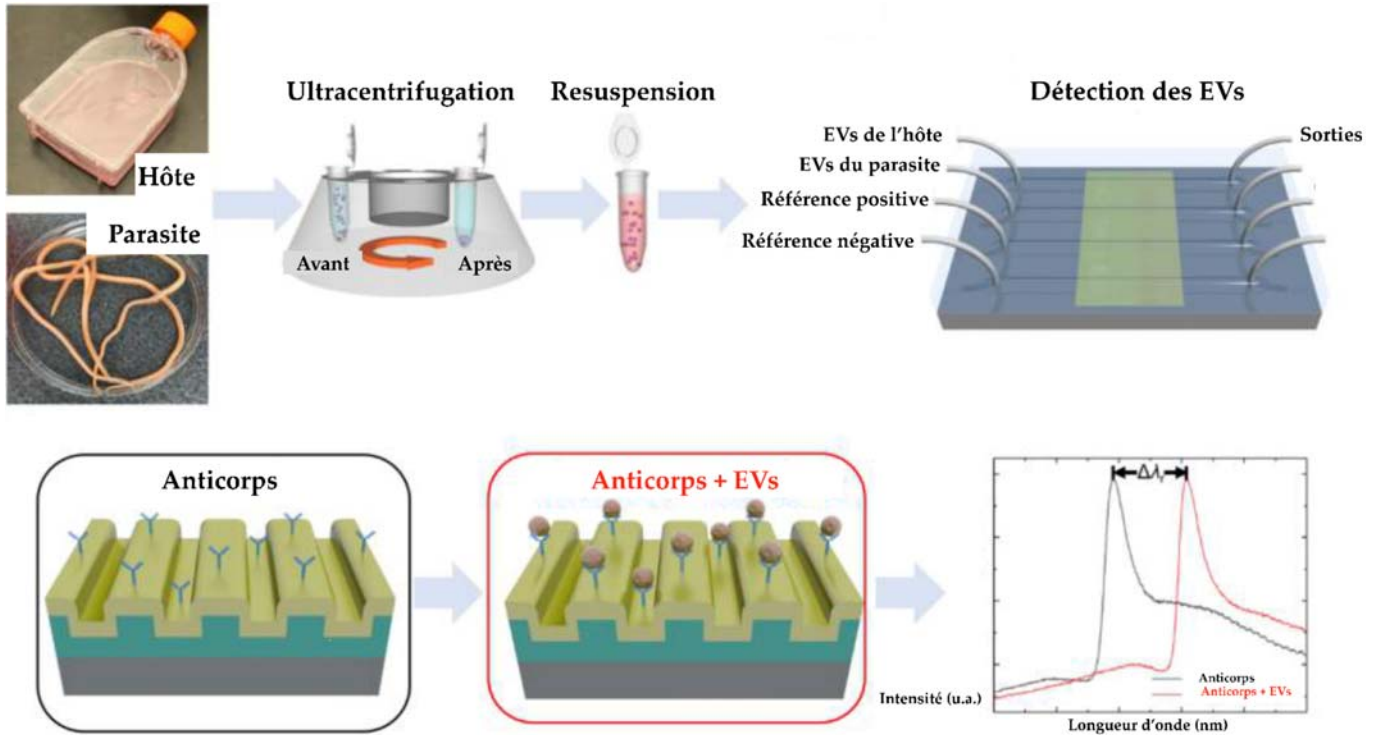 Hôte
Parasite
Ultracentrifugation
Avant
Après
Resuspension
Détection des EVs
EVs de l'hôte
EVs du parasite
Référence positive
Référence négative
Sorties
Anticorps
Anticorps + EVs
Δλr
Anticorps
Anticorps + EVs
Intensité (u.a.)
Longueur d'onde (nm)